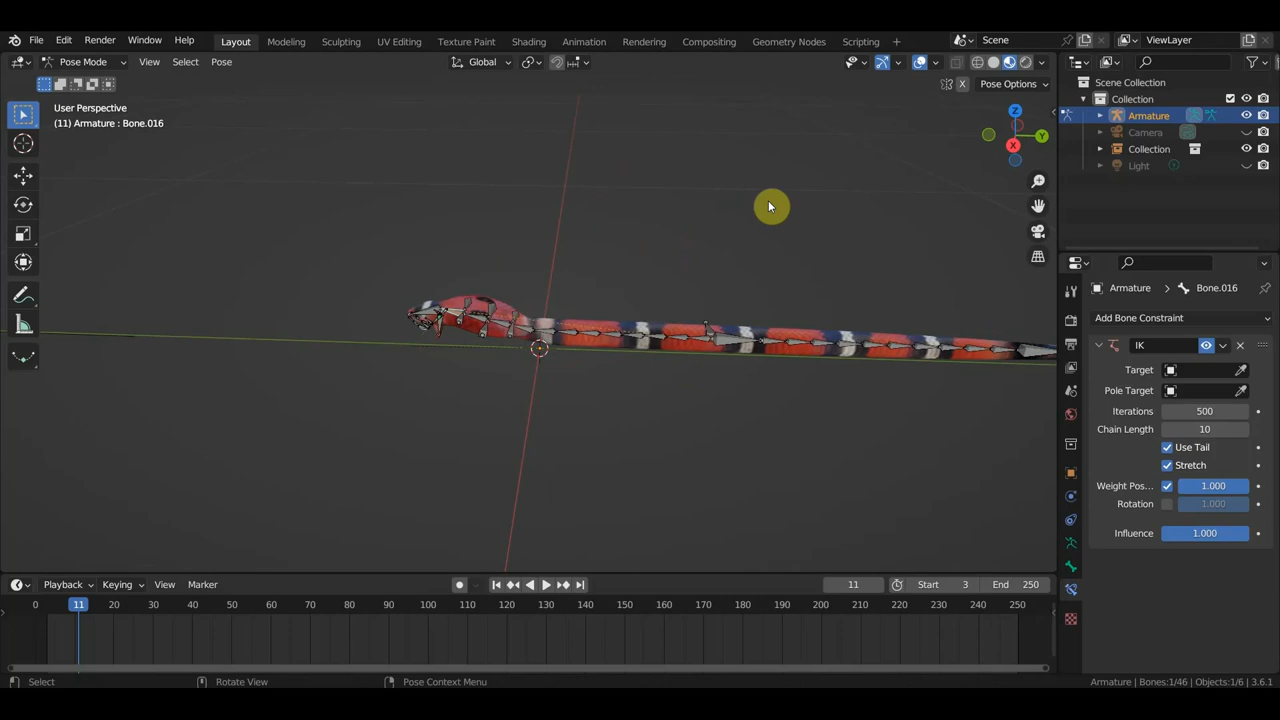 File Edit Render Window Help Layout Modeling Sculpting UV Editing Texture Paint Shading Animation Rendering Compositing Geometry Nodes Scripting + Scene ViewLayer
Pose Mode View Select Pose Global
X Pose Options
User Perspective
(11) Armature : Bone.016
Z
Y
X
Scene Collection
Collection
Armature
Camera
Collection
Light
Armature Bone.016
Add Bone Constraint
IK
Target
Pole Target
Iterations 500
Chain Length 10
Use Tail
Stretch
Weight Pos... 1.000
Rotation 1.000
Influence 1.000
Playback Keying View Marker 11 Start 3 End 250
0 11 20 30 40 50 60 70 80 90 100 110 120 130 140 150 160 170 180 190 200 210 220 230 240 250
Select Rotate View Pose Context Menu Armature | Bones:1/46 | Objects:1/6 | 3.6.1